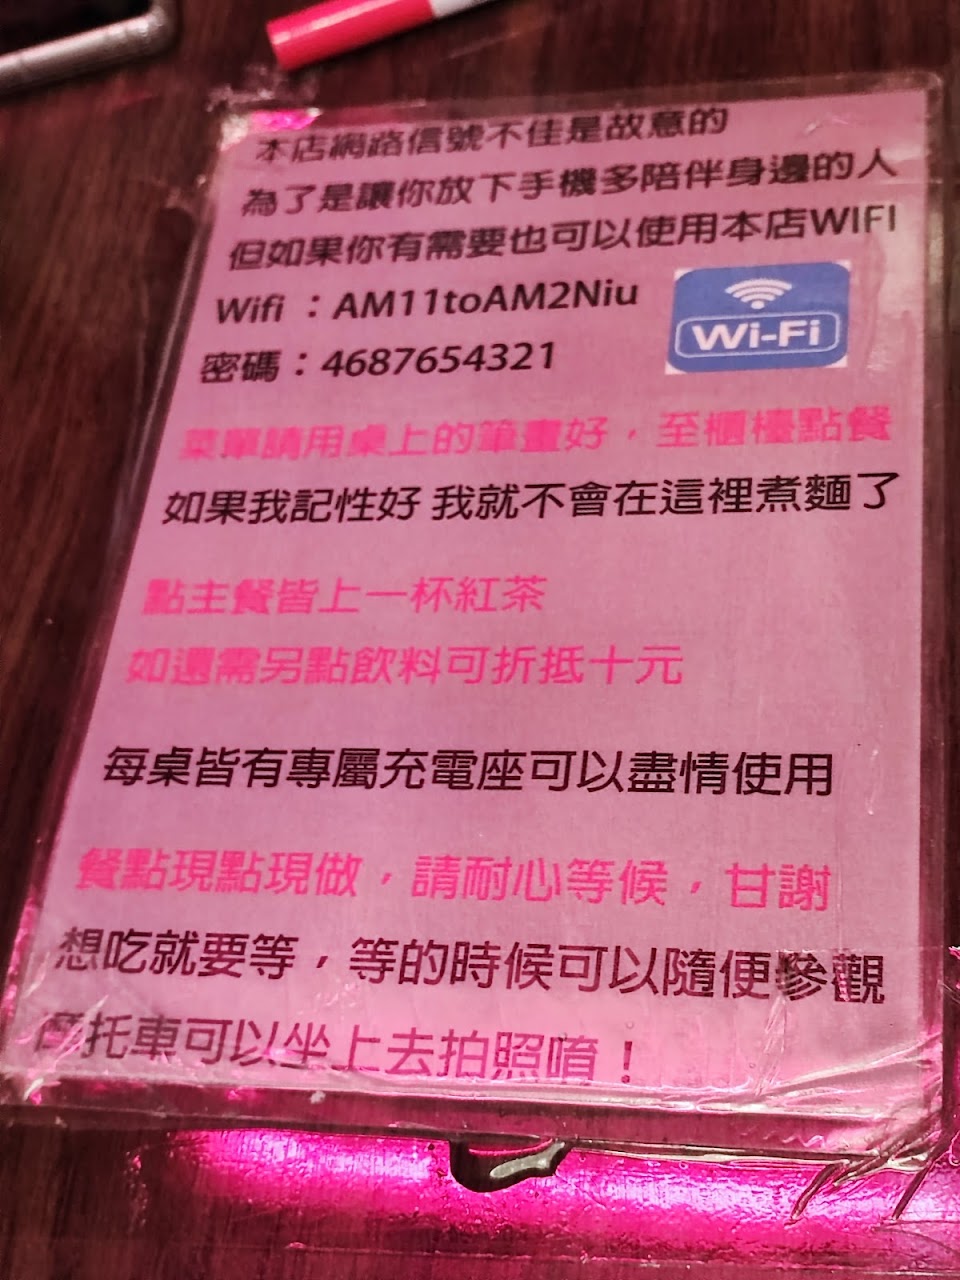 本店網路信號不佳是故意的
為了是讓你放下手機多陪伴身邊的人
但如果你有需要也可以使用本店WIFI
Wifi ：AM11toAM2Niu
Wi-Fi
密碼：4687654321
菜單請用桌上的筆畫好，至櫃檯點餐
如果我記性好 我就不會在這裡煮麵了
點主餐皆上一杯紅茶
如還需另點飲料可折抵十元
每桌皆有專屬充電座可以盡情使用
餐點現點現做，請耐心等候，甘謝
想吃就要等，等的時候可以隨便參觀
摩托車可以坐上去拍照唷！